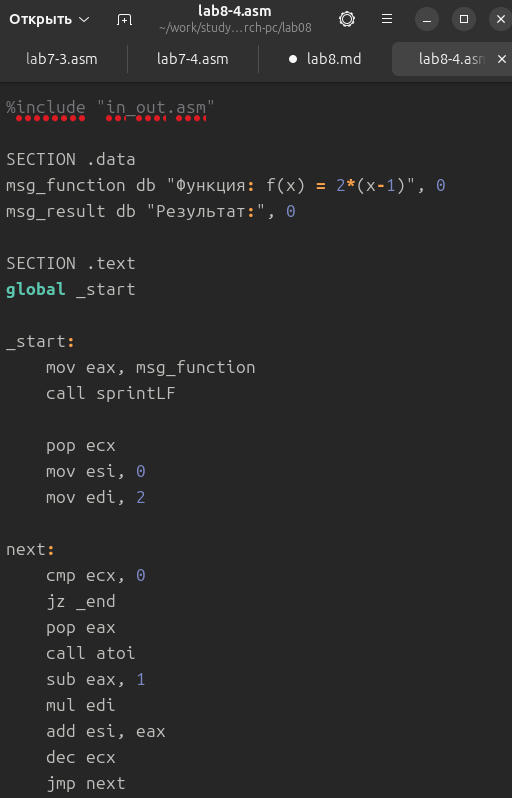 Открыть
lab8-4.asm
~/work/study…rch-pc/lab08
lab7-3.asm
lab7-4.asm
lab8.md
lab8-4.asm
%include "in_out.asm"
SECTION .data
msg_function db "Функция: f(x) = 2*(x-1)", 0
msg_result db "Результат:", 0
SECTION .text
global _start
_start:
mov eax, msg_function
call sprintLF
pop ecx
mov esi, 0
mov edi, 2
next:
cmp ecx, 0
jz _end
pop eax
call atoi
sub eax, 1
mul edi
add esi, eax
dec ecx
jmp next